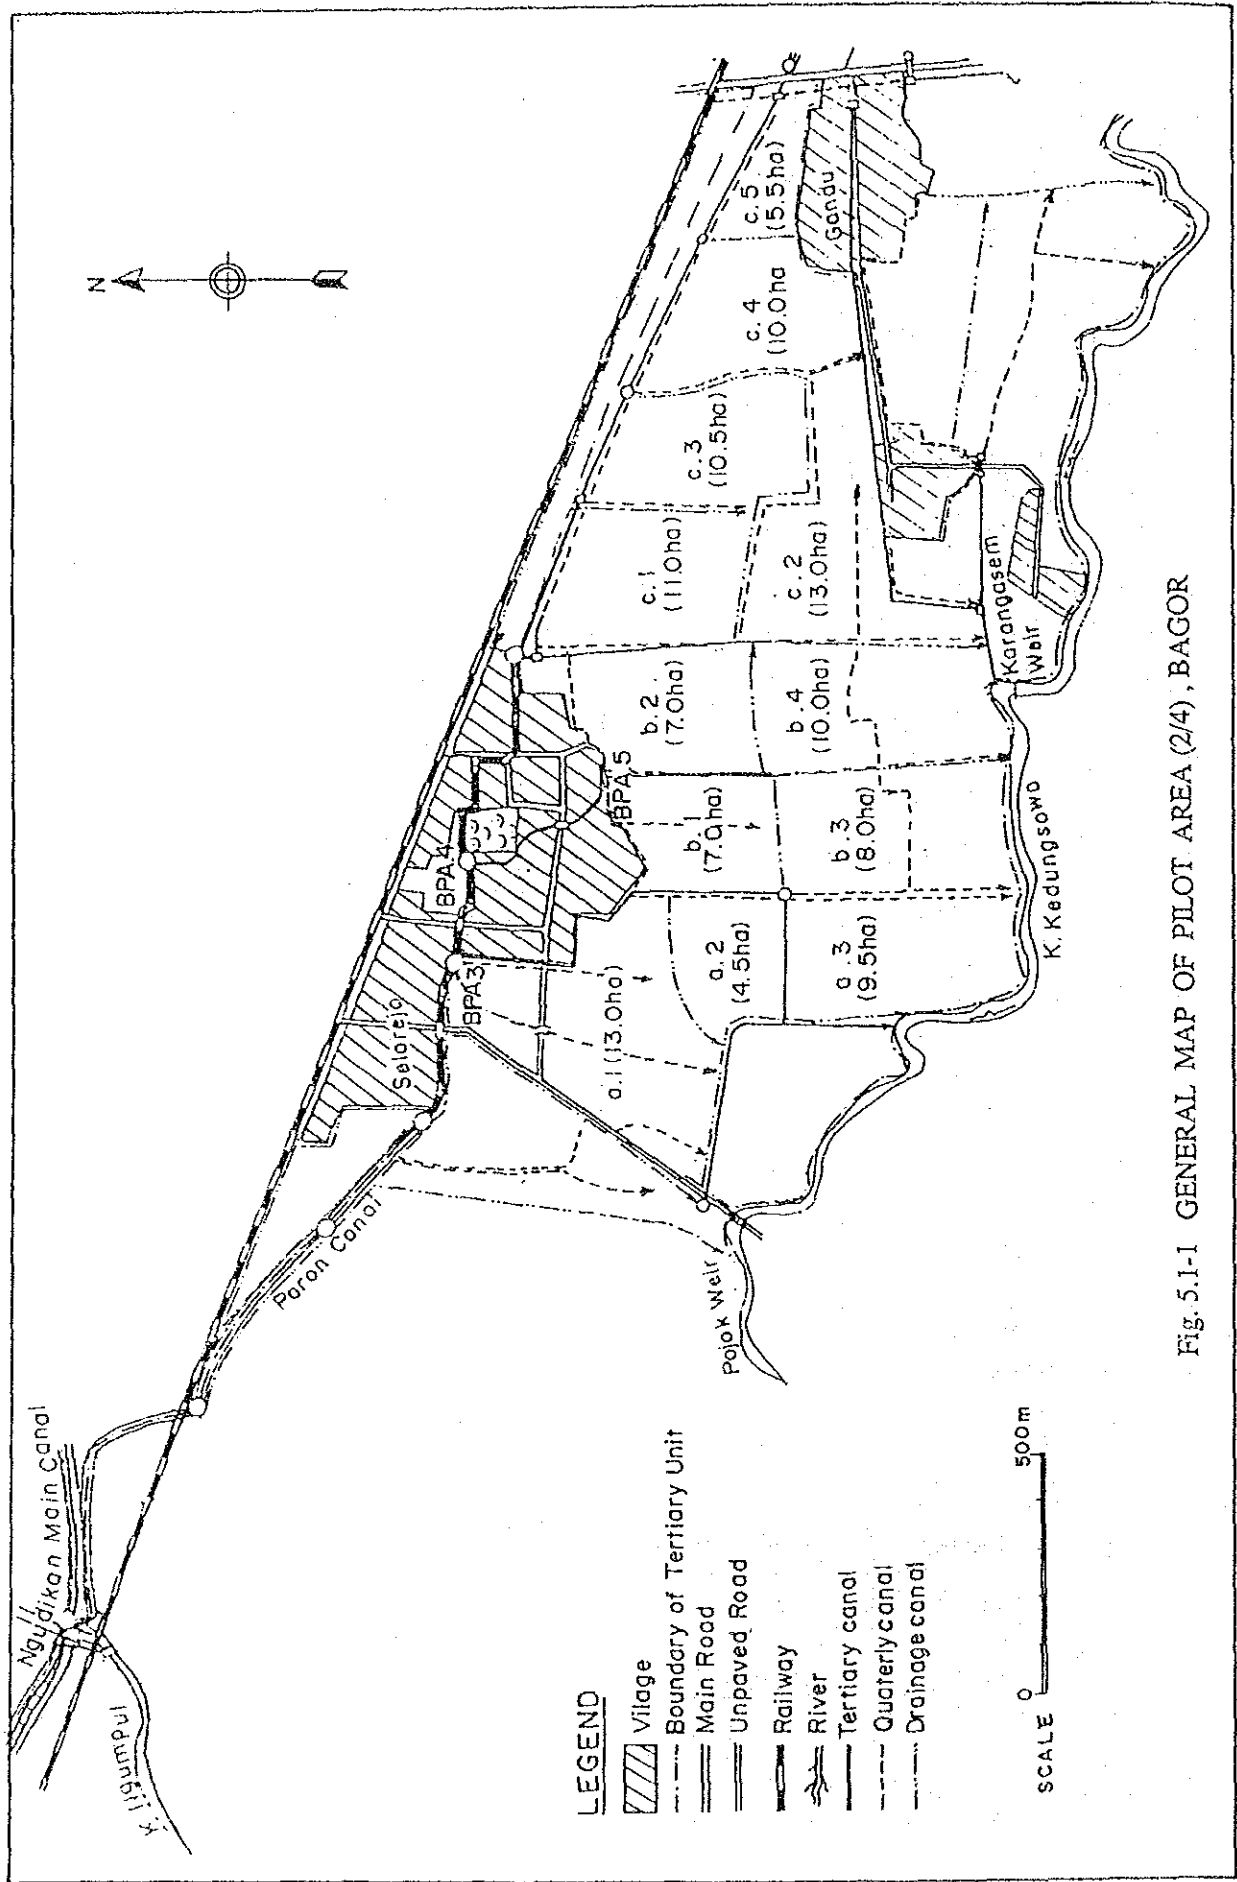 N
Ngudikan Main Canal
Paron Canal
Selorejo
BPA.3
BPA.4
BPA.5
a.1 (13.0ha)
a.2
(4.5ha)
a.3
(9.5ha)
b.1
(7.0ha)
b.2
(7.0ha)
b.3
(8.0ha)
b.4
(10.0ha)
c.1
(11.0ha)
c.2
(13.0ha)
c.3
(10.5ha)
c.4
(10.0ha
c.5
(5.5ha)
Gandu
Pojok Weir
Karangasem
Weir
K. Kedungsowo
LEGEND
Vilage
Boundary of Tertiary Unit
Main Road
Unpaved Road
Railway
River
Tertiary canal
Quaterly canal
Drainage canal
SCALE
0
500m
Fig. 5.1-1 GENERAL MAP OF PILOT AREA (2/4), BAGOR